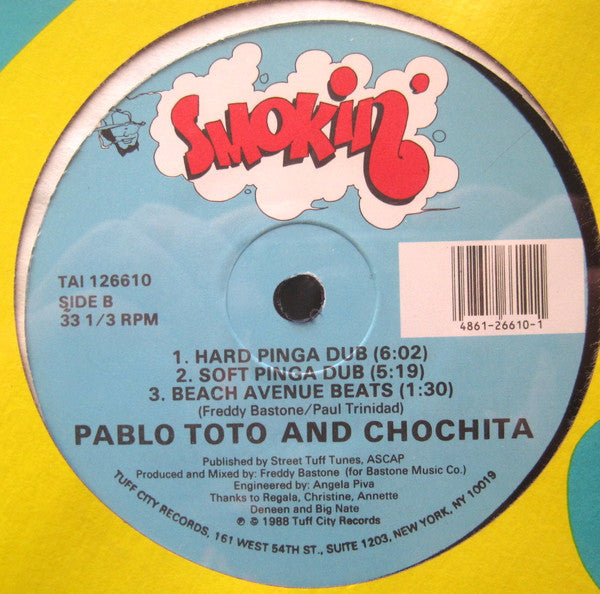 SMOKIN'
TAI 126610
SIDE B
33 1/3 RPM
4861-26610-1
1. HARD PINGA DUB (6:02)
2. SOFT PINGA DUB (5:19)
3. BEACH AVENUE BEATS (1:30)
(Freddy Bastone/Paul Trinidad)
PABLO TOTO AND CHOCHITA
Published by Street Tuff Tunes, ASCAP
Produced and Mixed by: Freddy Bastone (for Bastone Music Co.)
Engineered by: Angela Piva
Thanks to Regala, Christine, Annette
Deneen and Big Nate
℗ © 1988 Tuff City Records
TUFF CITY RECORDS, 161 WEST 54TH ST., SUITE 1203, NEW YORK, NY 10019